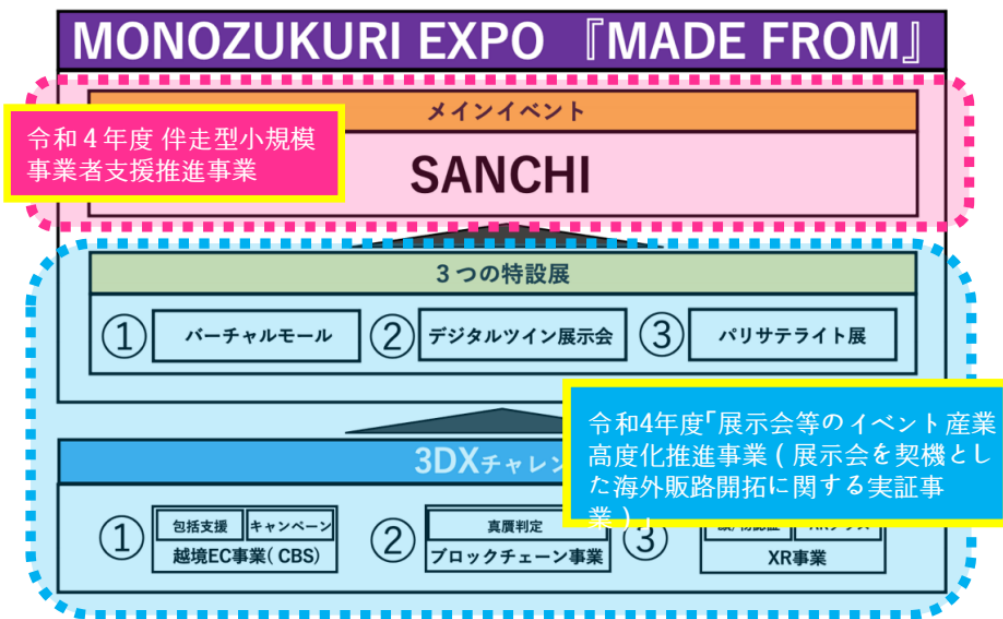 MONOZUKURI EXPO 『MADE FROM』
メインイベント
令和４年度 伴走型小規模
事業者支援推進事業
SANCHI
３つの特設展
① バーチャルモール ② デジタルツイン展示会 ③ パリサテライト展
令和4年度「展示会等のイベント産業
高度化推進事業(展示会を契機とし
た海外販路開拓に関する実証事
業)」
3DXチャレン
① 包括支援 キャンペーン
越境EC事業(CBS)
② 真贋判定
ブロックチェーン事業
③
XR事業